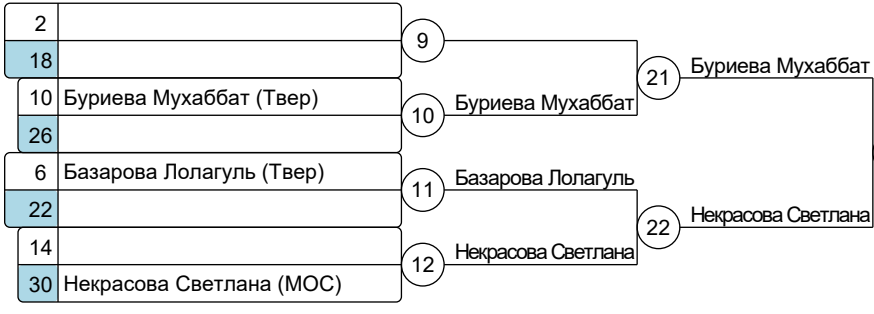 2
18
9
10 Буриева Мухаббат (Твер)
26
10
Буриева Мухаббат
21
Буриева Мухаббат
6 Базарова Лолагуль (Твер)
22
11
Базарова Лолагуль
14
30 Некрасова Светлана (МОС)
12
Некрасова Светлана
22
Некрасова Светлана